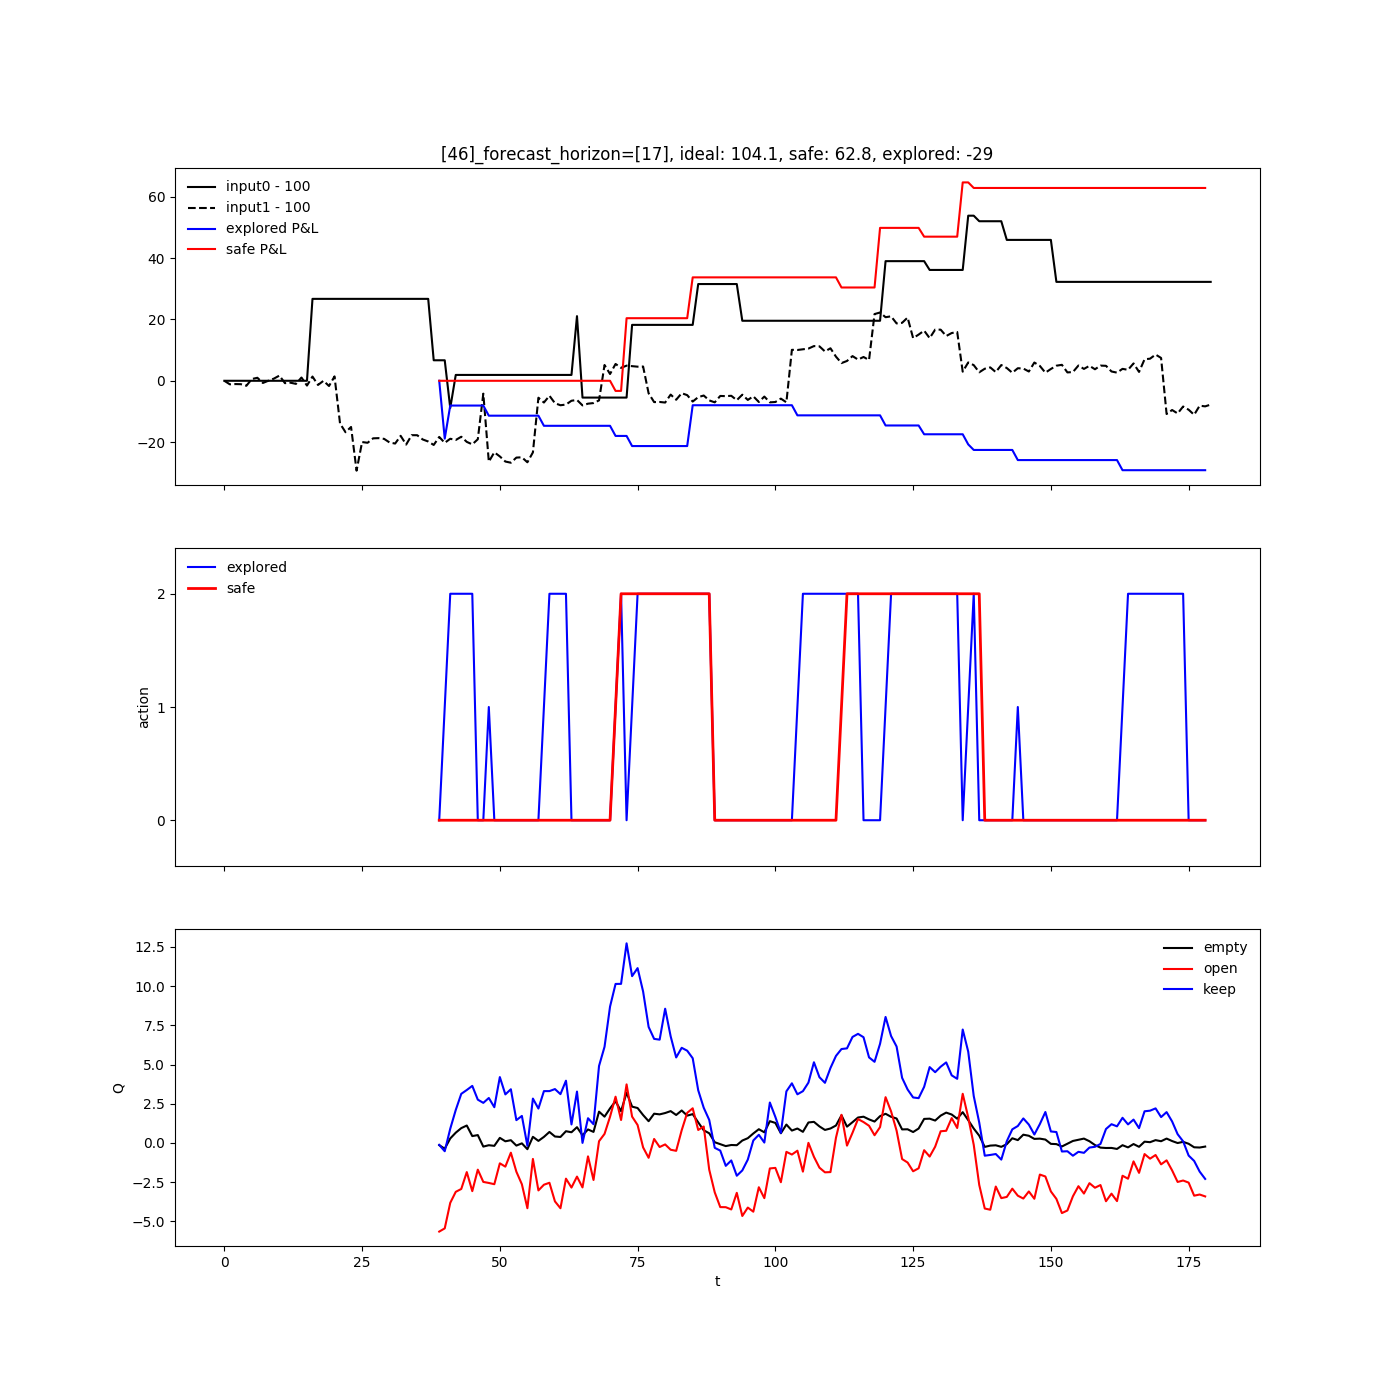 [46]_forecast_horizon=[17], ideal: 104.1, safe: 62.8, explored: -29
input0 - 100
input1 - 100
explored P&L
safe P&L
60
40
20
0
−20
explored
safe
2
1
0
action
empty
open
keep
12.5
10.0
7.5
5.0
2.5
0.0
−2.5
−5.0
Q
0 25 50 75 100 125 150 175
t